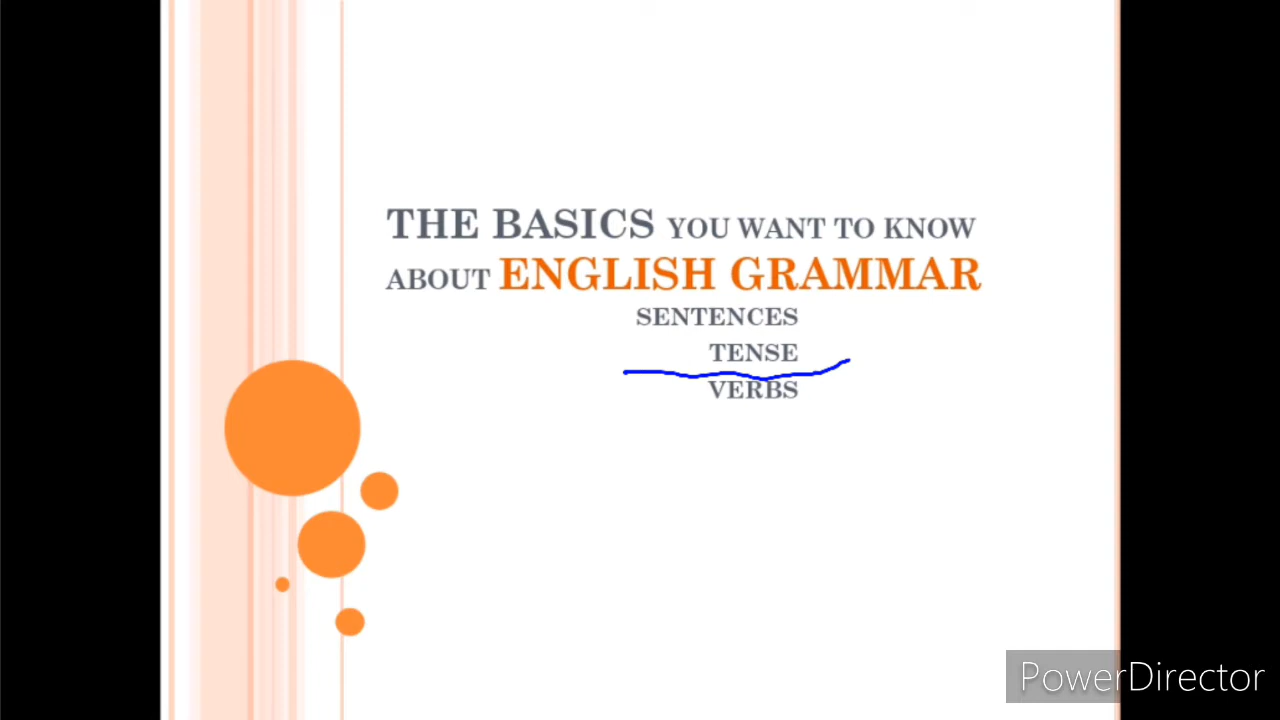 THE BASICS YOU WANT TO KNOW
ABOUT ENGLISH GRAMMAR
SENTENCES
TENSE
VERBS
PowerDirector